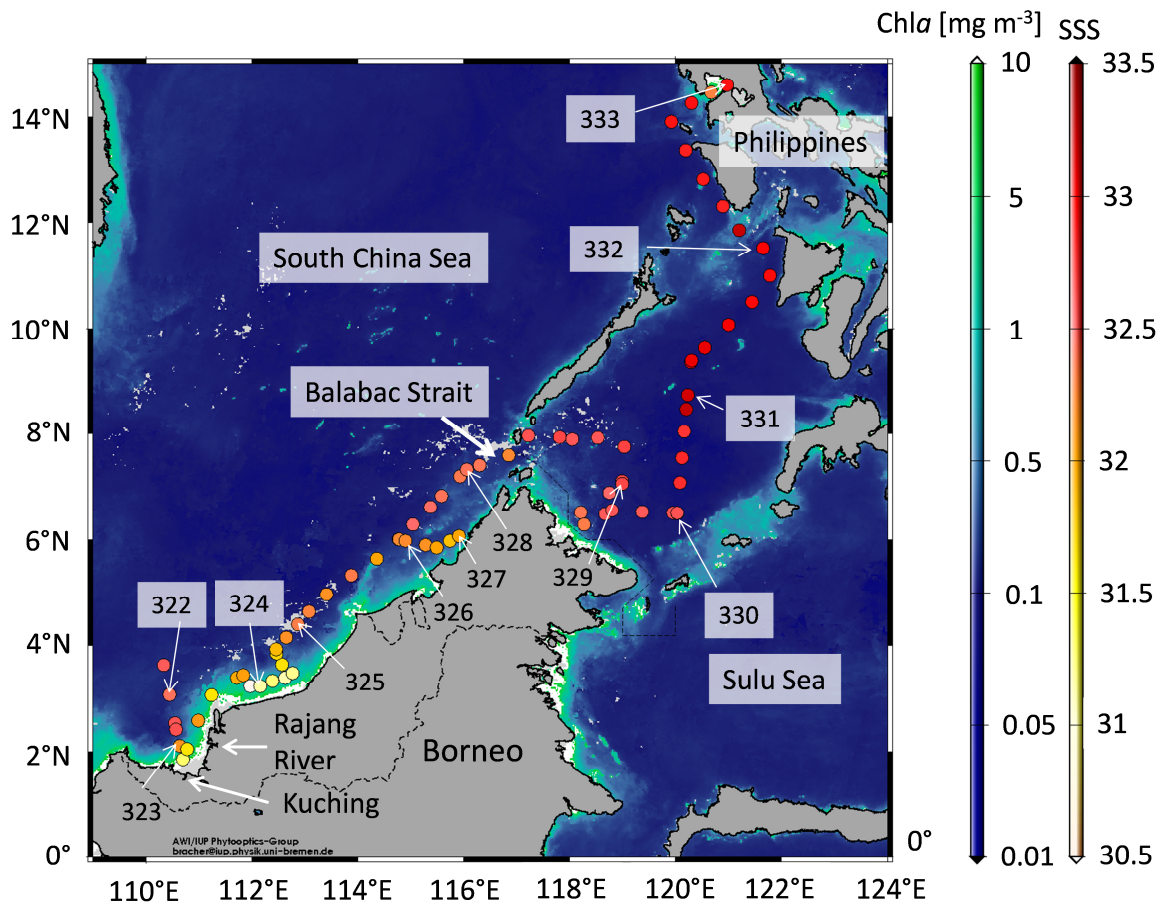 Chla [mg m-3] SSS
14°N
12°N
10°N
8°N
6°N
4°N
2°N
0°
333
Philippines
332
South China Sea
Balabac Strait
331
328
327
329
326
330
322
324
325
Sulu Sea
Rajang
River
Borneo
323
Kuching
AWI/IUP Phytooptics-Group
bracher@iup.physik.uni-bremen.de
0°
110°E 112°E 114°E 116°E 118°E 120°E 122°E 124°E
10
5
1
0.5
0.1
0.05
0.01
33.5
33
32.5
32
31.5
31
30.5